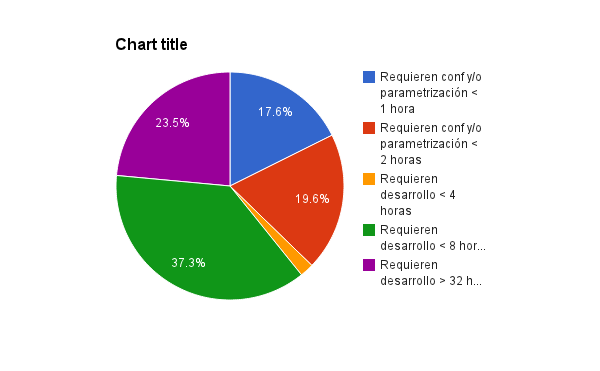 Chart title
17.6%
19.6%
37.3%
23.5%
Requieren conf y/o
parametrización <
1 hora
Requieren conf y/o
parametrización <
2 horas
Requieren
desarrollo < 4
horas
Requieren
desarrollo < 8 hor...
Requieren
desarrollo > 32 h...